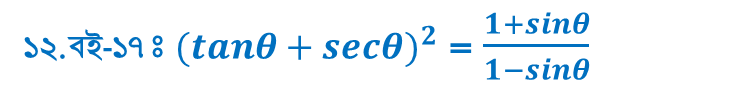 ১২.বই-১৭ ঃ (tanθ + secθ)² = (1+sinθ)/(1−sinθ)